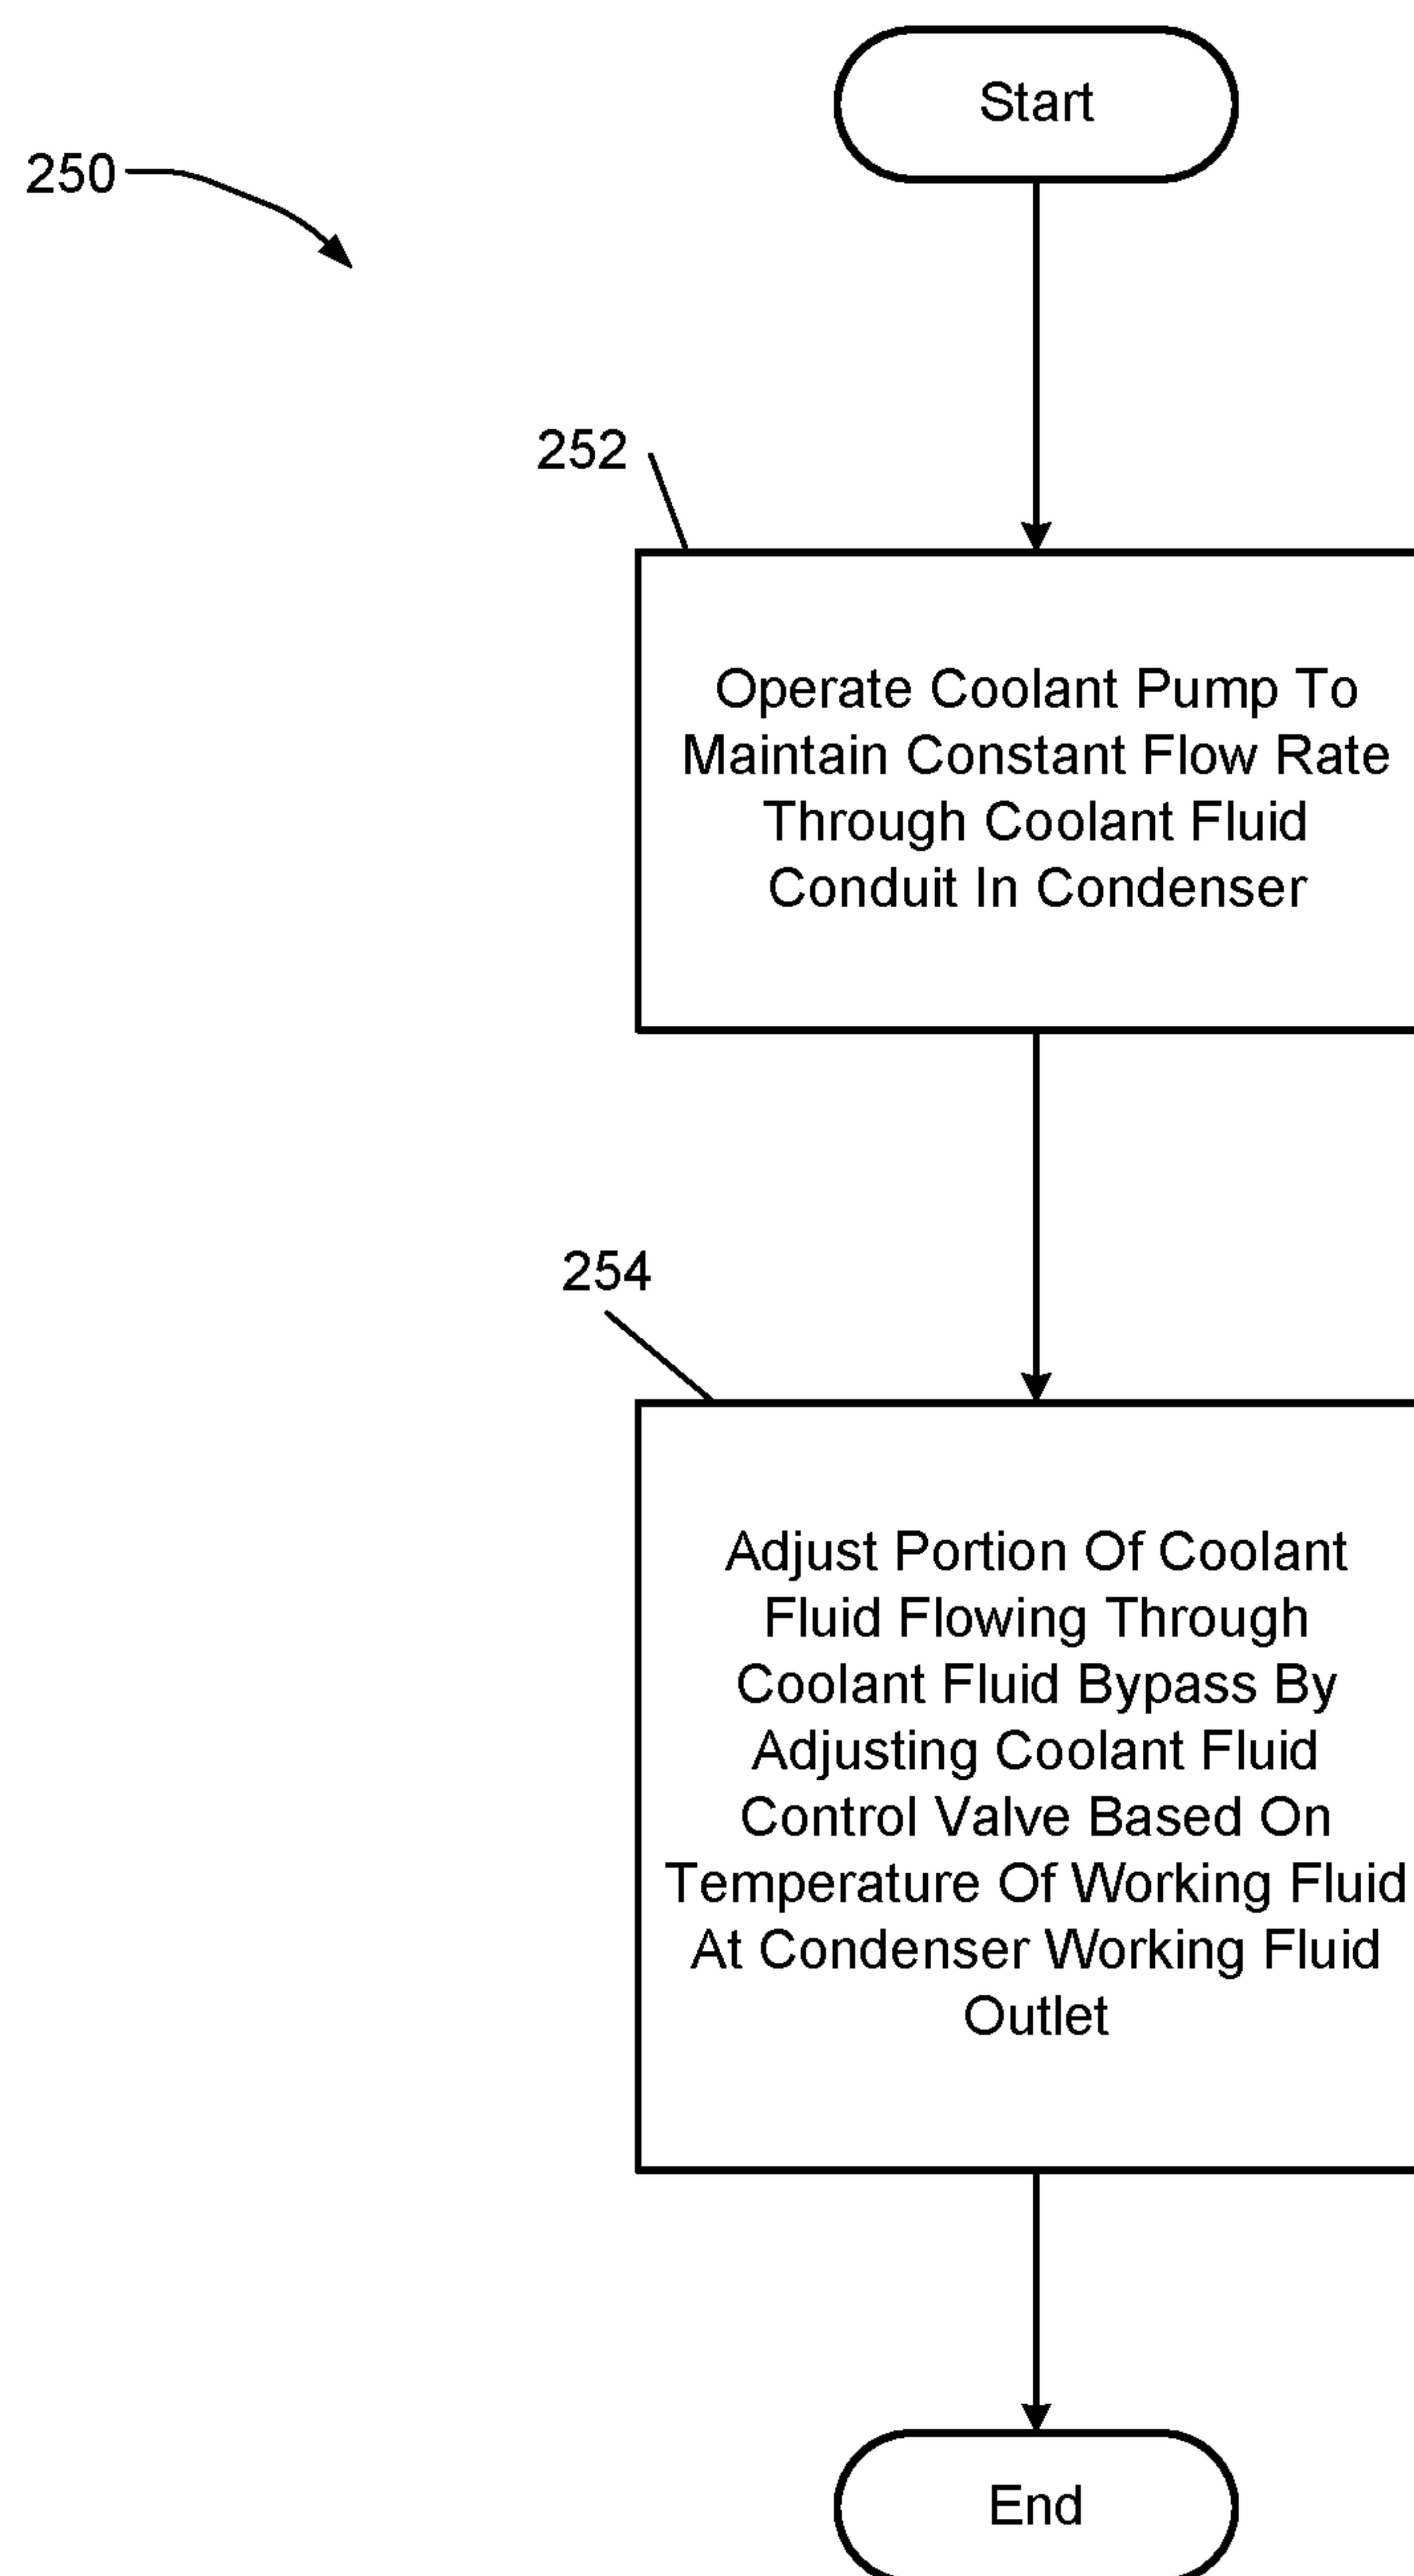 Start
250
252
Operate Coolant Pump To
Maintain Constant Flow Rate
Through Coolant Fluid
Conduit In Condenser
254
Adjust Portion Of Coolant
Fluid Flowing Through
Coolant Fluid Bypass By
Adjusting Coolant Fluid
Control Valve Based On
Temperature Of Working Fluid
At Condenser Working Fluid
Outlet
End